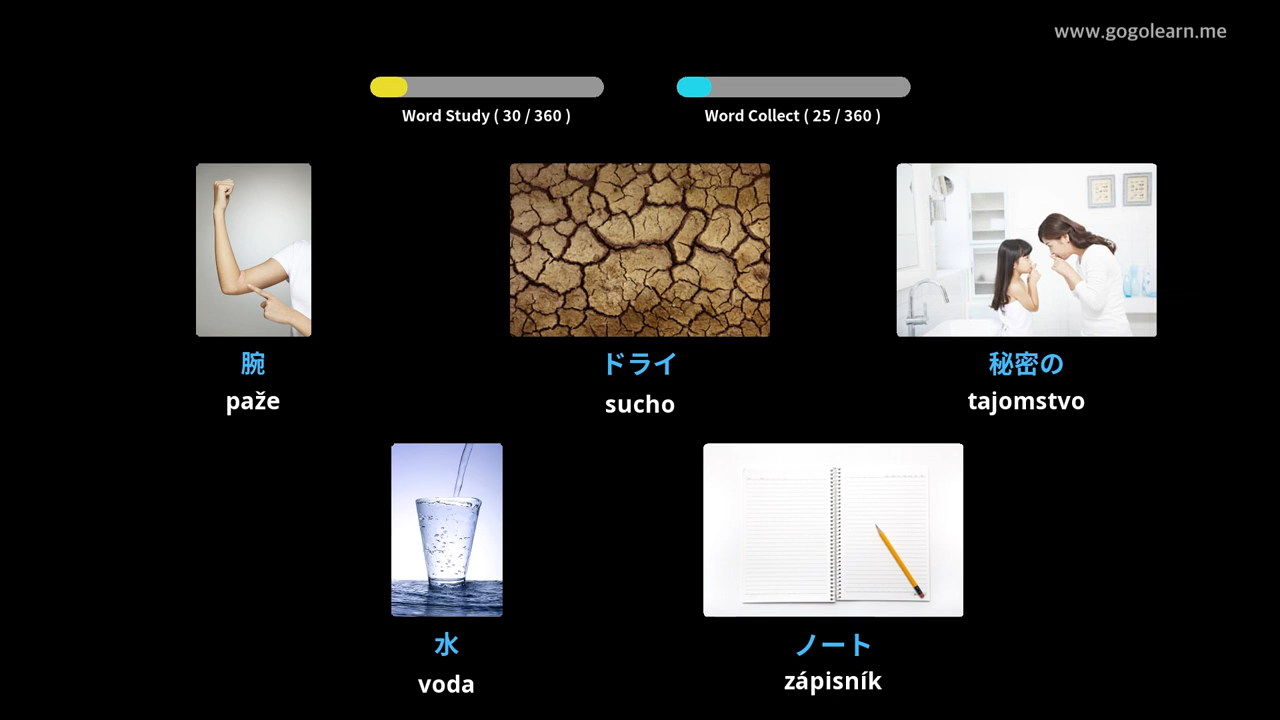 www.gogolearn.me
Word Study ( 30 / 360 )
Word Collect ( 25 / 360 )
腕
paže
ドライ
sucho
秘密の
tajomstvo
水
voda
ノート
zápisník